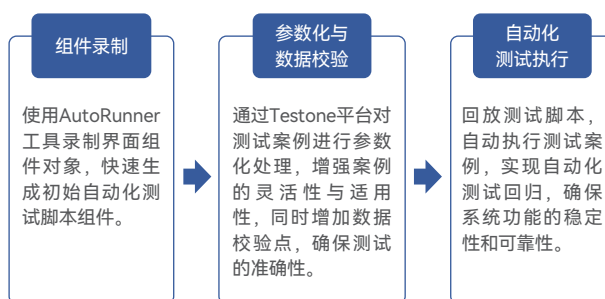 组件录制
使用AutoRunner
工具录制界面组
件对象，快速生
成初始自动化测
试脚本组件。
参数化与
数据校验
通过Testone平台对
测试案例进行参数
化处理，增强案例
的灵活性与适用
性，同时增加数据
校验点，确保测试
的准确性。
自动化
测试执行
回放测试脚本，
自动执行测试案
例，实现自动化
测试回归，确保
系统功能的稳定
性和可靠性。